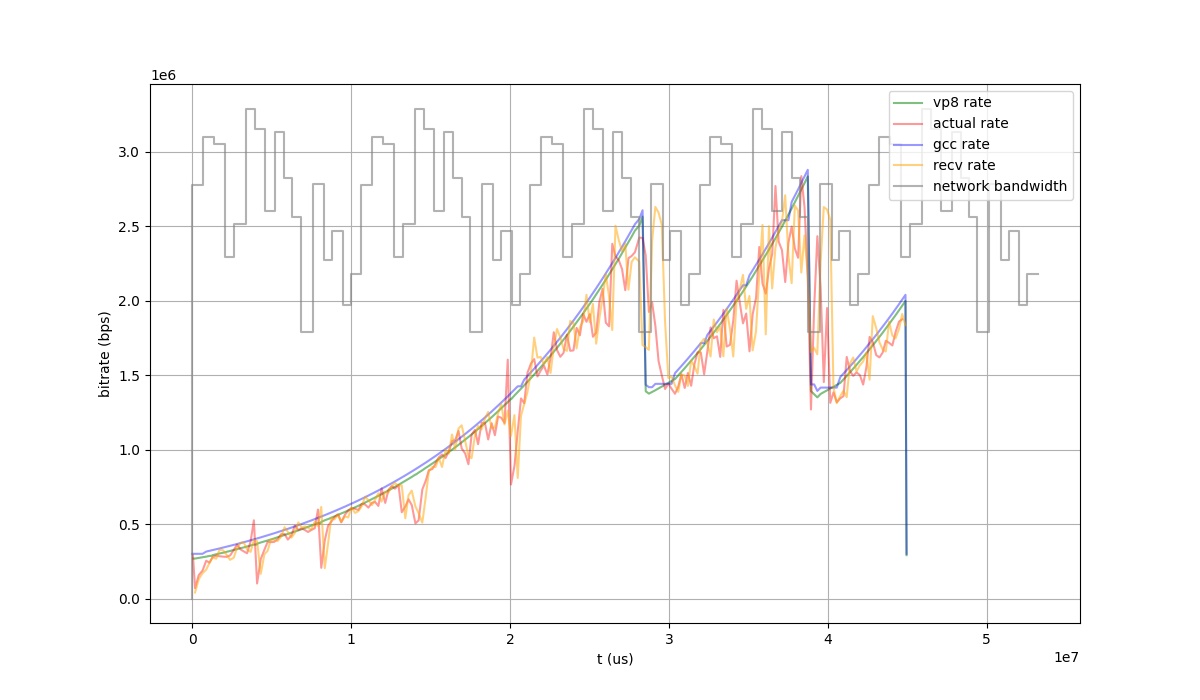 1e6
vp8 rate
actual rate
gcc rate
recv rate
network bandwidth
3.0
2.5
2.0
1.5
1.0
0.5
0.0
bitrate (bps)
0 1 2 3 4 5
t (us)
1e7